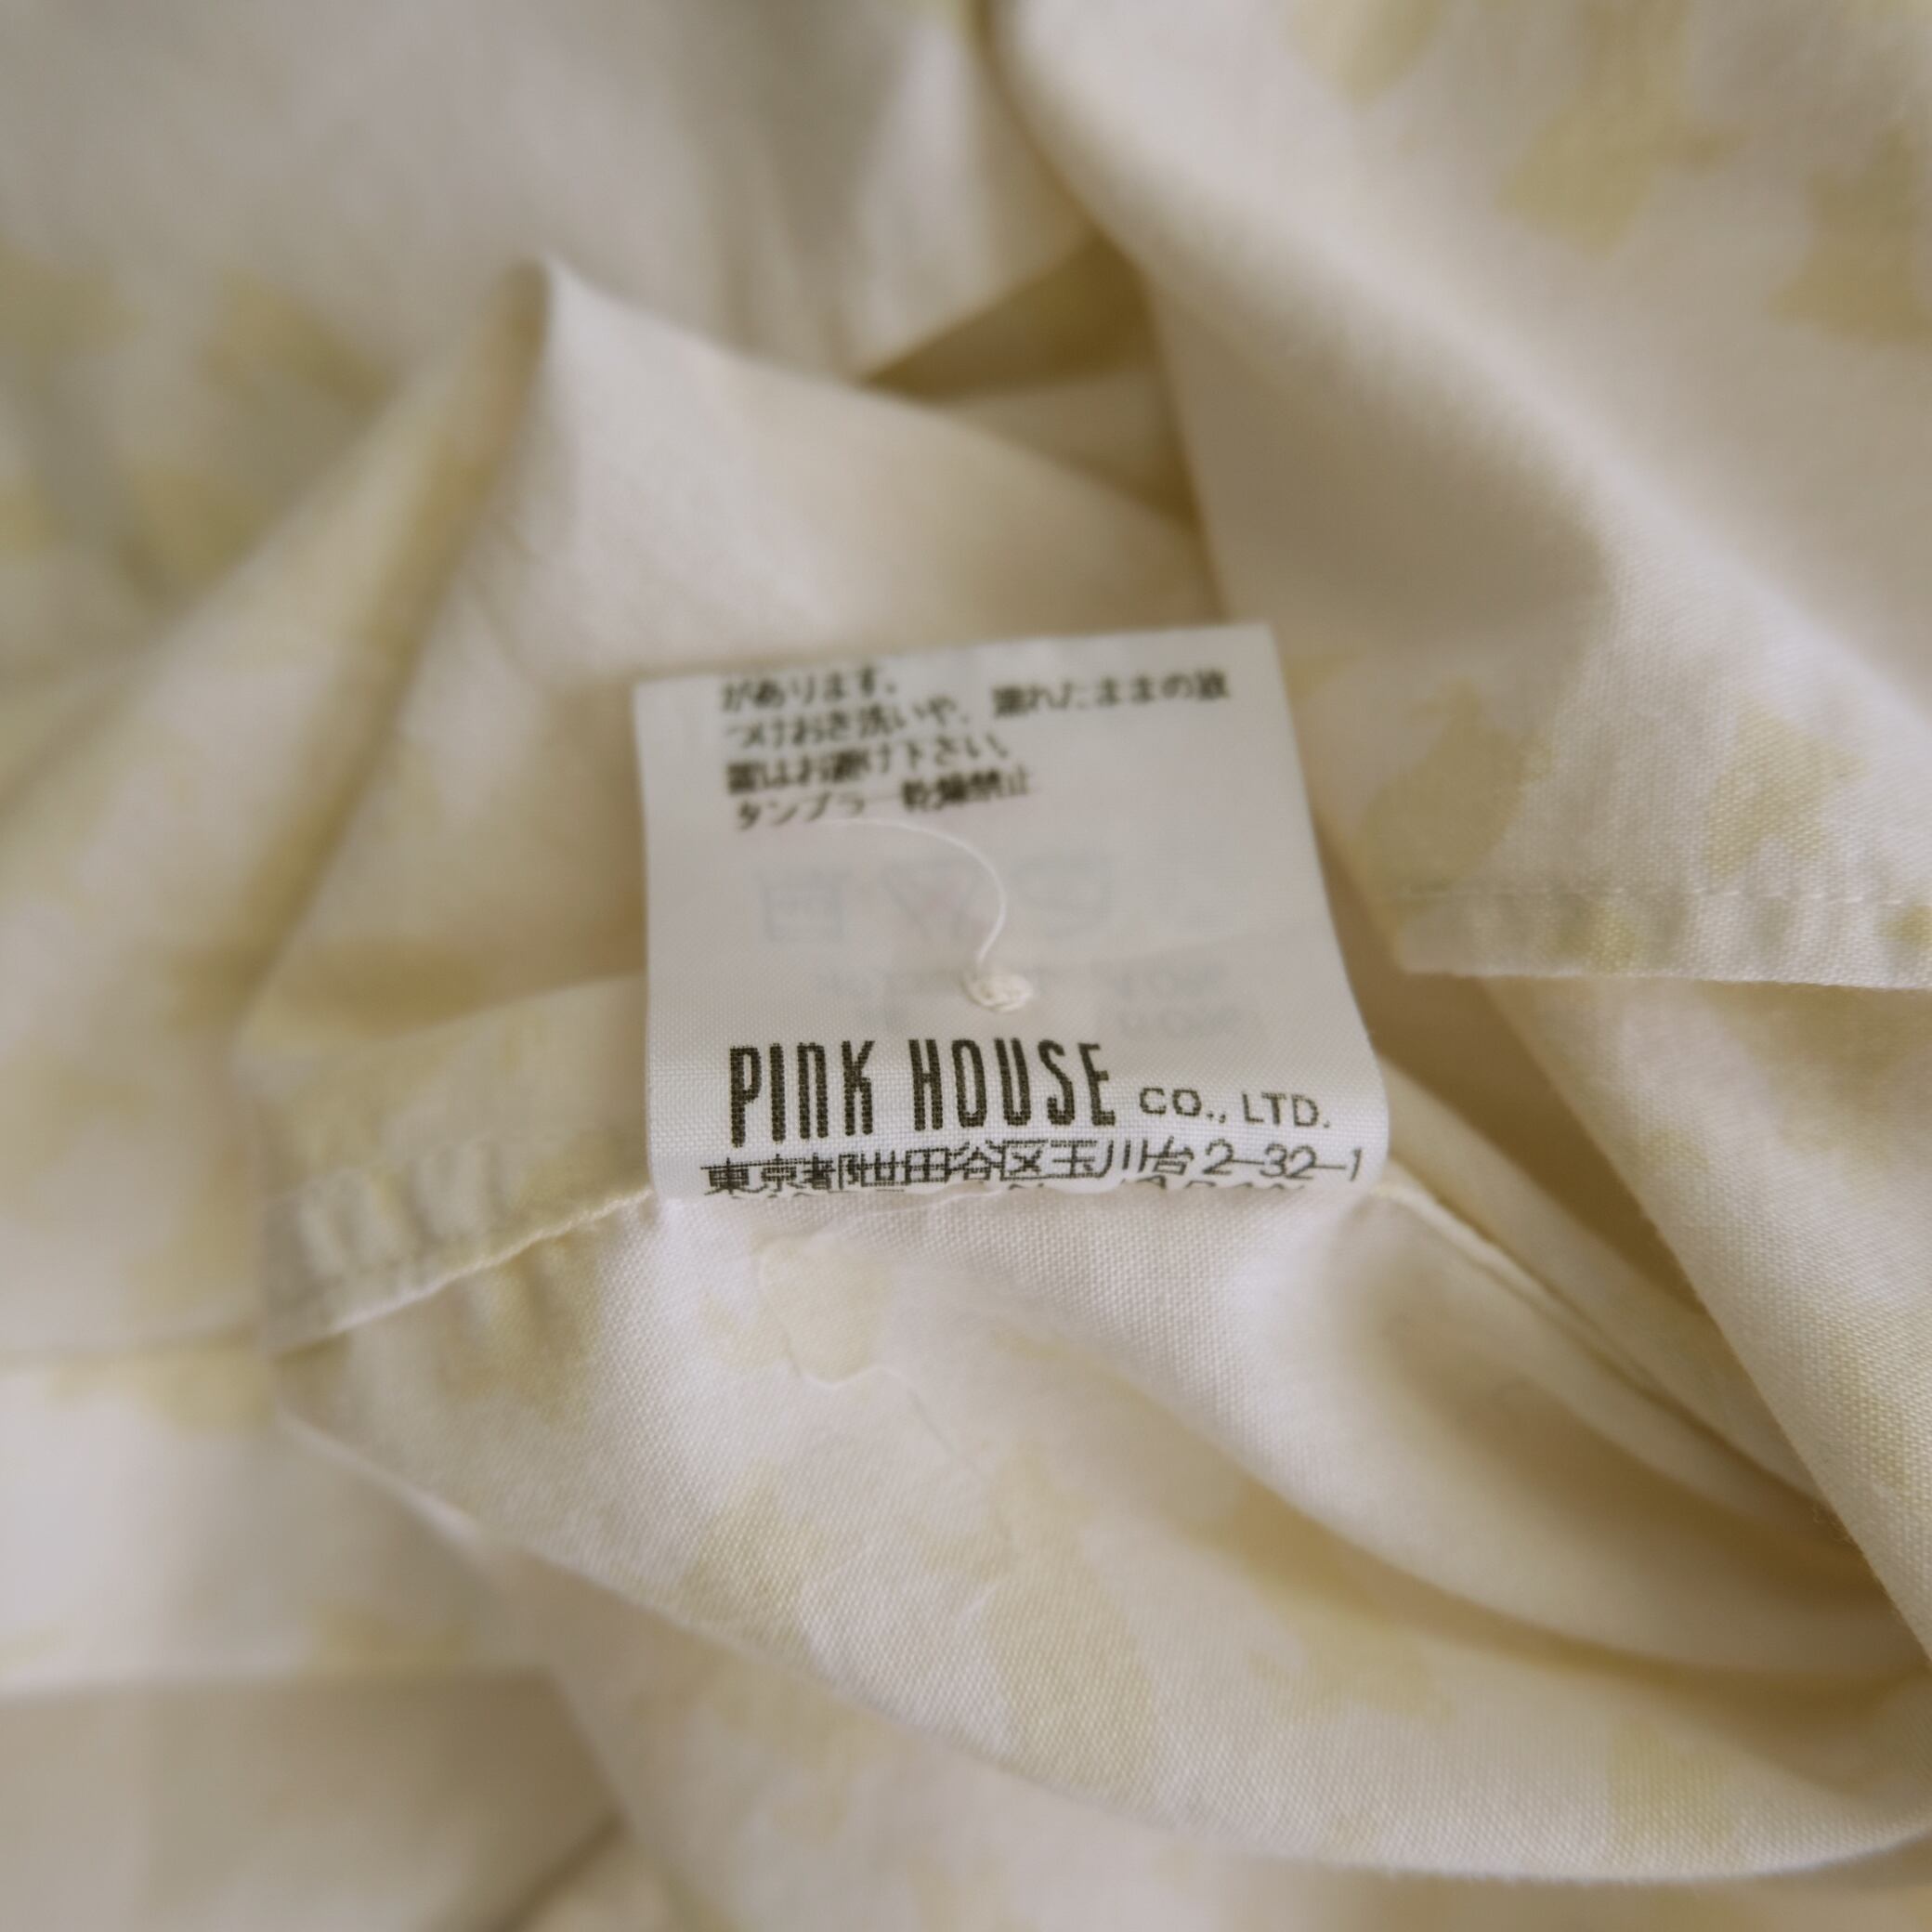 があります。
つけおき洗いや、濡れたままの放
置はお避け下さい。
タンブラー乾燥禁止
PINK HOUSE CO., LTD.
東京都世田谷区玉川台2-32-1